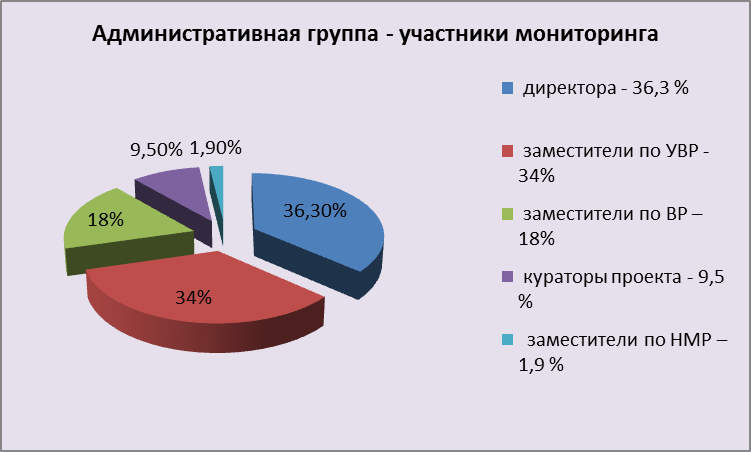 Административная группа - участники мониторинга
9,50%
1,90%
36,30%
18%
34%
директора - 36,3 %
заместители по УВР -
34%
заместители по ВР –
18%
кураторы проекта - 9,5
%
заместители по НМР –
1,9 %